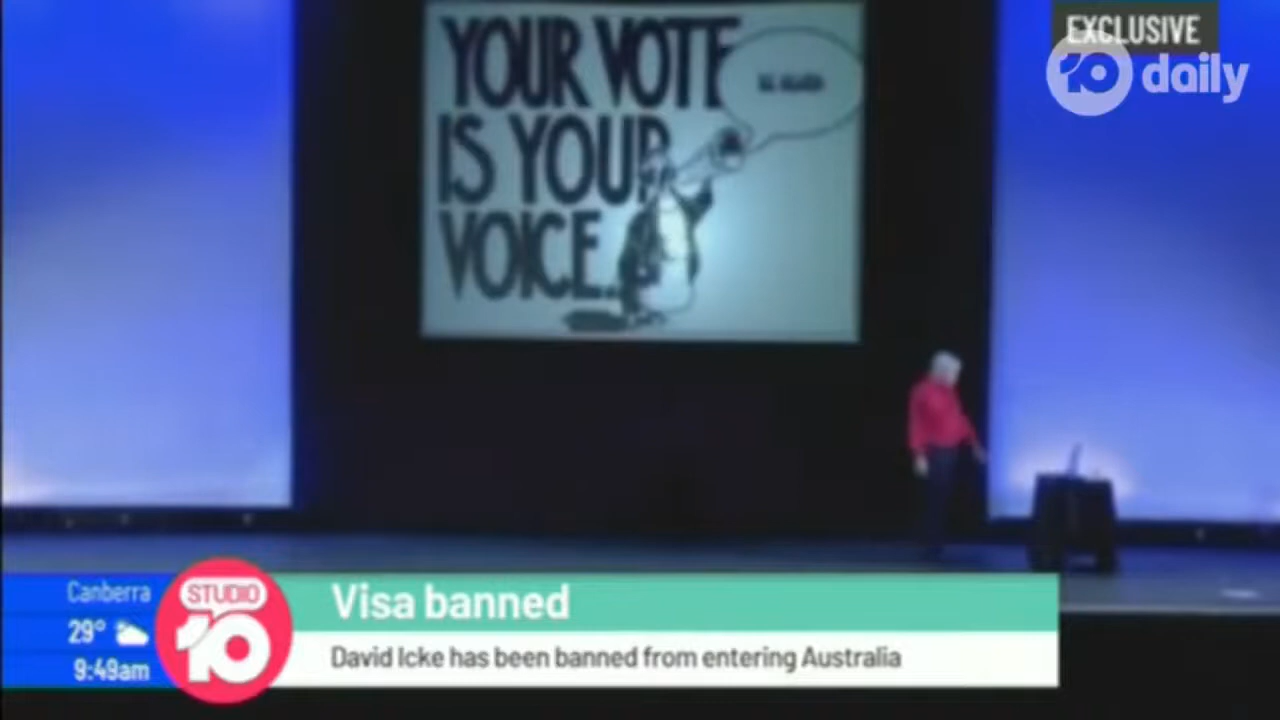 EXCLUSIVE
10 daily
YOUR VOTE
IS YOUR
VOICE...
Canberra
29°
9:49am
STUDIO
10
Visa banned
David Icke has been banned from entering Australia